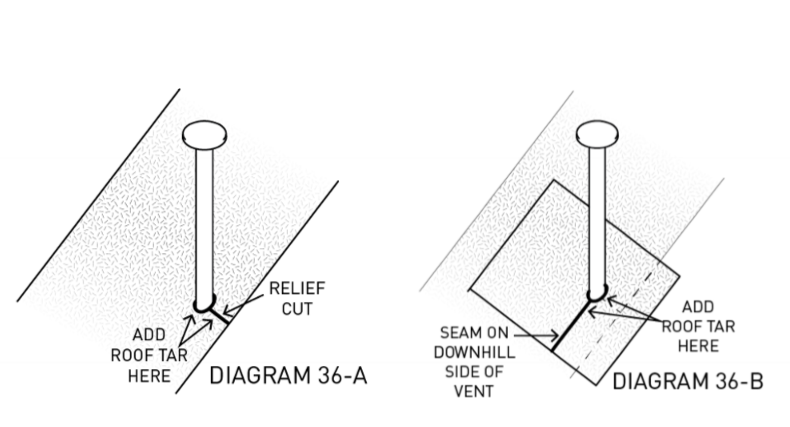 RELIEF
CUT
ADD
ROOF TAR
HERE
DIAGRAM 36-A
SEAM ON
DOWNHILL
SIDE OF
VENT
ADD
ROOF TAR
HERE
DIAGRAM 36-B